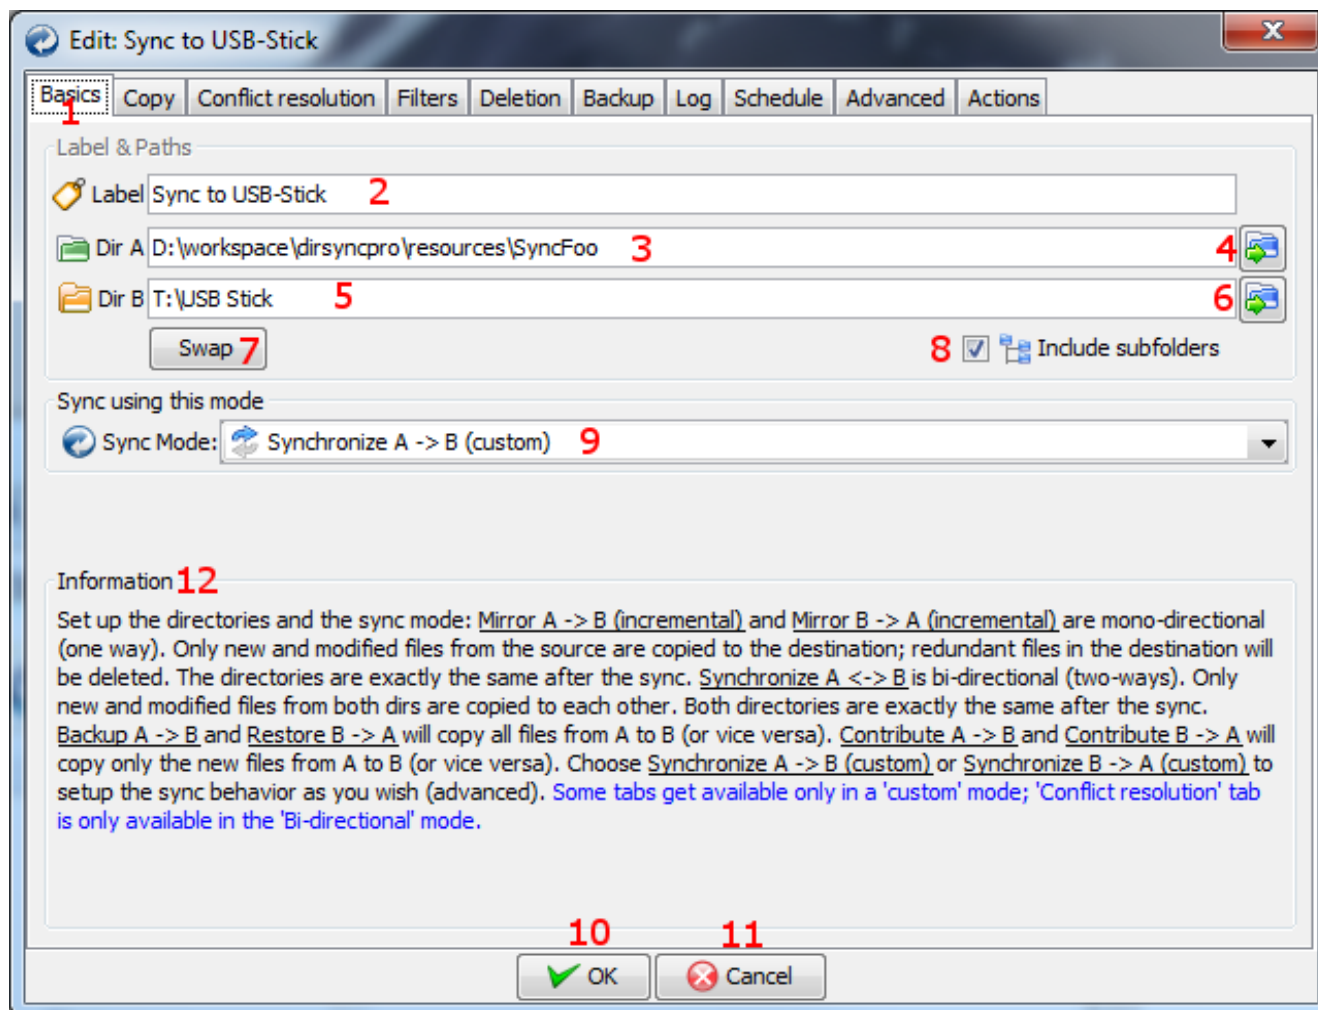 Edit: Sync to USB-Stick
x
Basics Copy Conflict resolution Filters Deletion Backup Log Schedule Advanced Actions
1
Label & Paths
Label Sync to USB-Stick 2
Dir A D:\workspace\dirsyncpro\resources\SyncFoo 3 4
Dir B T:\USB Stick 5 6
Swap 7 8 Include subfolders
Sync using this mode
Sync Mode: Synchronize A -> B (custom) 9
Information 12
Set up the directories and the sync mode: Mirror A -> B (incremental) and Mirror B -> A (incremental) are mono-directional
(one way). Only new and modified files from the source are copied to the destination; redundant files in the destination will
be deleted. The directories are exactly the same after the sync. Synchronize A <-> B is bi-directional (two-ways). Only
new and modified files from both dirs are copied to each other. Both directories are exactly the same after the sync.
Backup A -> B and Restore B -> A will copy all files from A to B (or vice versa). Contribute A -> B and Contribute B -> A will
copy only the new files from A to B (or vice versa). Choose Synchronize A -> B (custom) or Synchronize B -> A (custom) to
setup the sync behavior as you wish (advanced). Some tabs get available only in a 'custom' mode; 'Conflict resolution' tab
is only available in the 'Bi-directional' mode.
10 11
OK Cancel